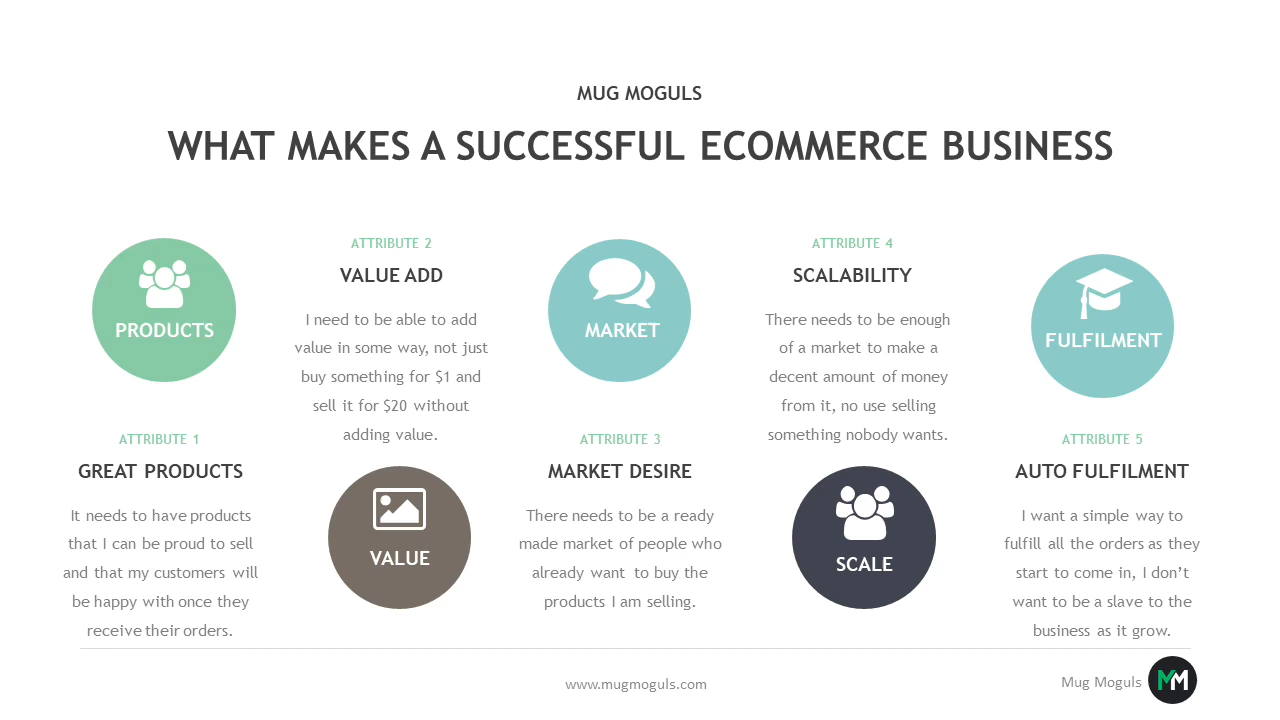 MUG MOGULS
WHAT MAKES A SUCCESSFUL ECOMMERCE BUSINESS
PRODUCTS
ATTRIBUTE 1
GREAT PRODUCTS
It needs to have products
that I can be proud to sell
and that my customers will
be happy with once they
receive their orders.
ATTRIBUTE 2
VALUE ADD
I need to be able to add
value in some way, not just
buy something for $1 and
sell it for $20 without
adding value.
VALUE
MARKET
ATTRIBUTE 3
MARKET DESIRE
There needs to be a ready
made market of people who
already want to buy the
products I am selling.
ATTRIBUTE 4
SCALABILITY
There needs to be enough
of a market to make a
decent amount of money
from it, no use selling
something nobody wants.
SCALE
FULFILMENT
ATTRIBUTE 5
AUTO FULFILMENT
I want a simple way to
fulfill all the orders as they
start to come in, I don’t
want to be a slave to the
business as it grow.
www.mugmoguls.com
Mug Moguls
MM